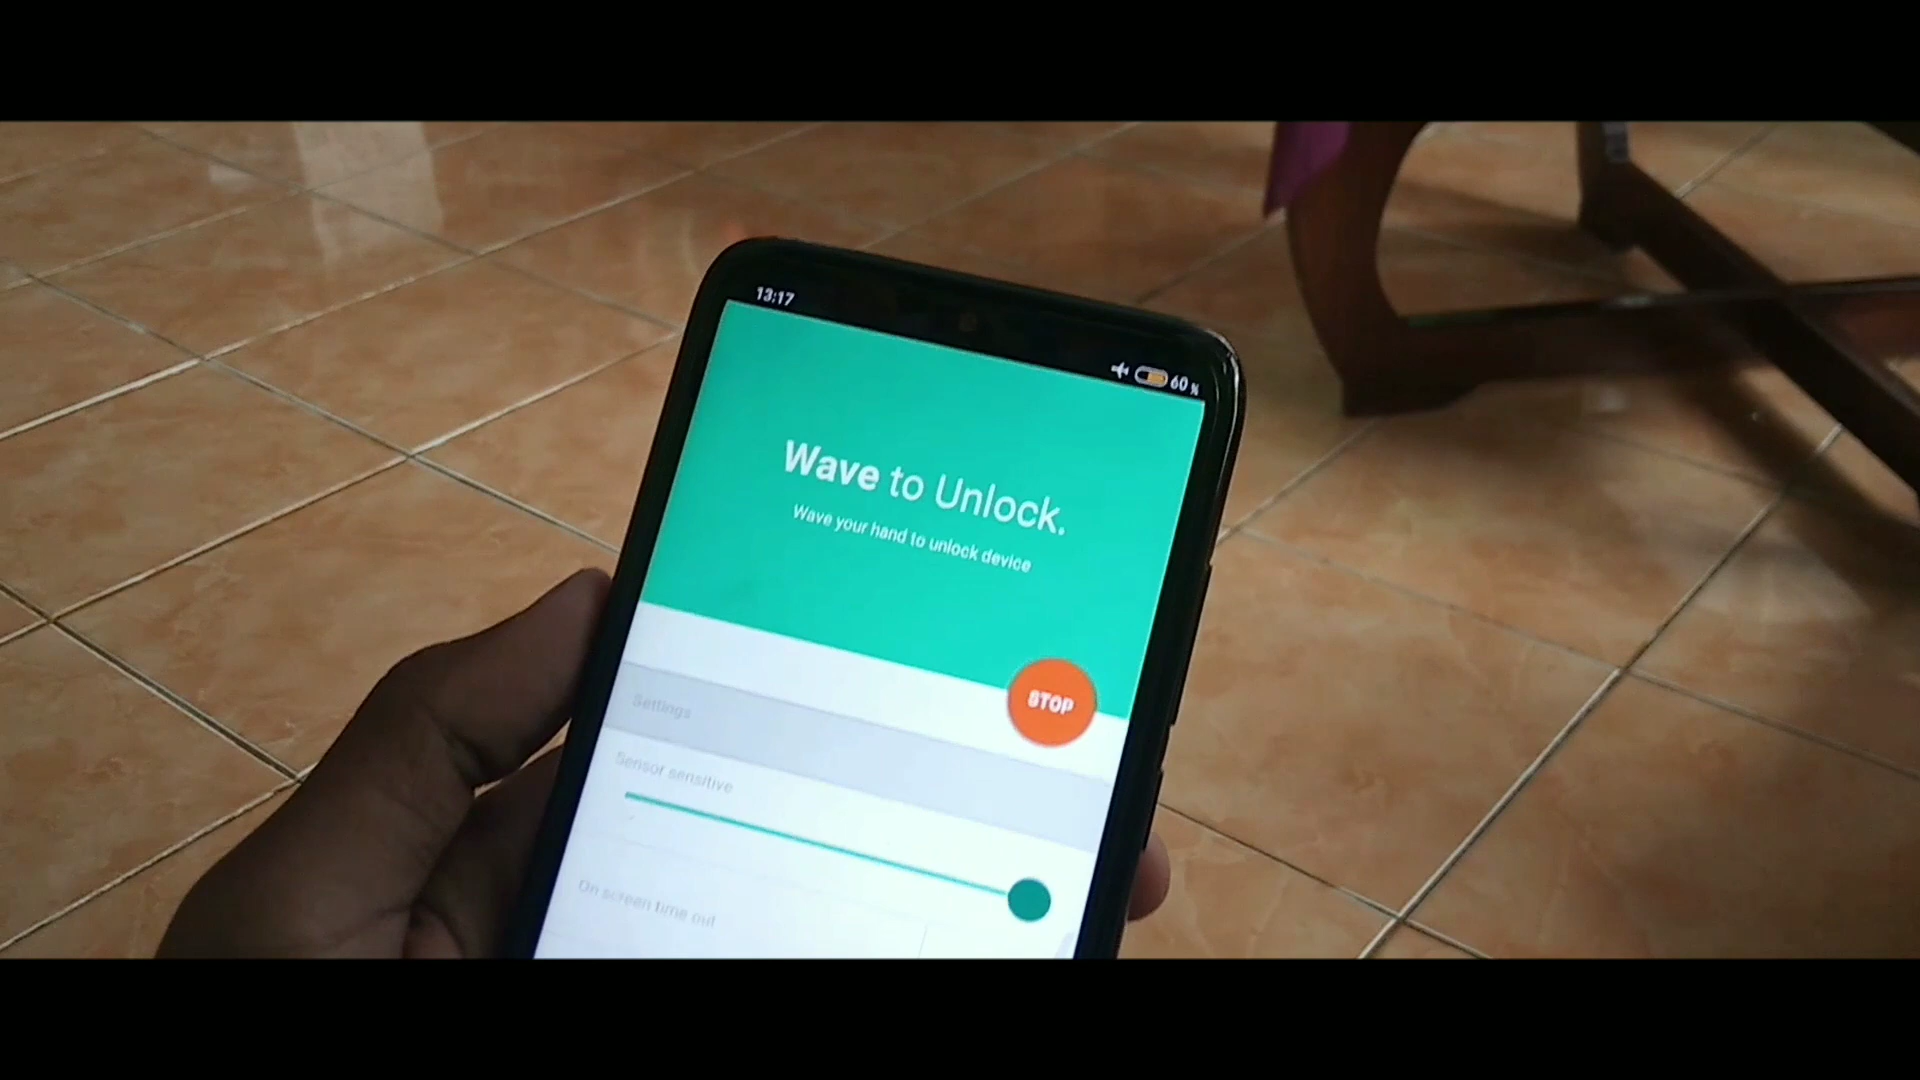 13:17
60 %
Wave to Unlock.
Wave your hand to unlock device
STOP
Settings
Sensor sensitive
On screen time out